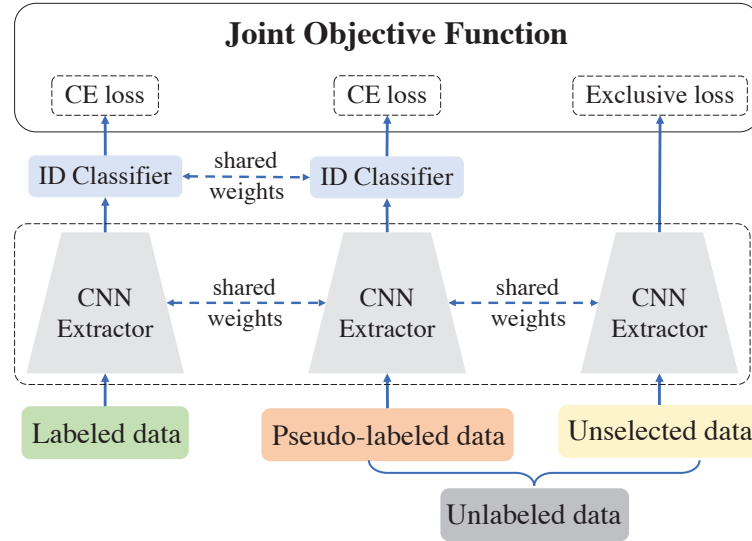 Joint Objective Function
CE loss
CE loss
Exclusive loss
ID Classifier
shared
weights
ID Classifier
CNN
Extractor
shared
weights
CNN
Extractor
shared
weights
CNN
Extractor
Labeled data
Pseudo-labeled data
Unselected data
Unlabeled data